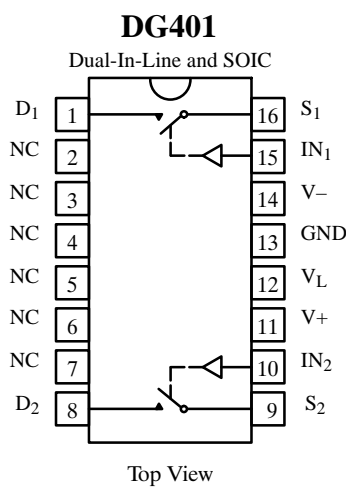 DG401
Dual-In-Line and SOIC
D1 1 16 S1
NC 2 15 IN1
NC 3 14 V–
NC 4 13 GND
NC 5 12 VL
NC 6 11 V+
NC 7 10 IN2
D2 8 9 S2
Top View